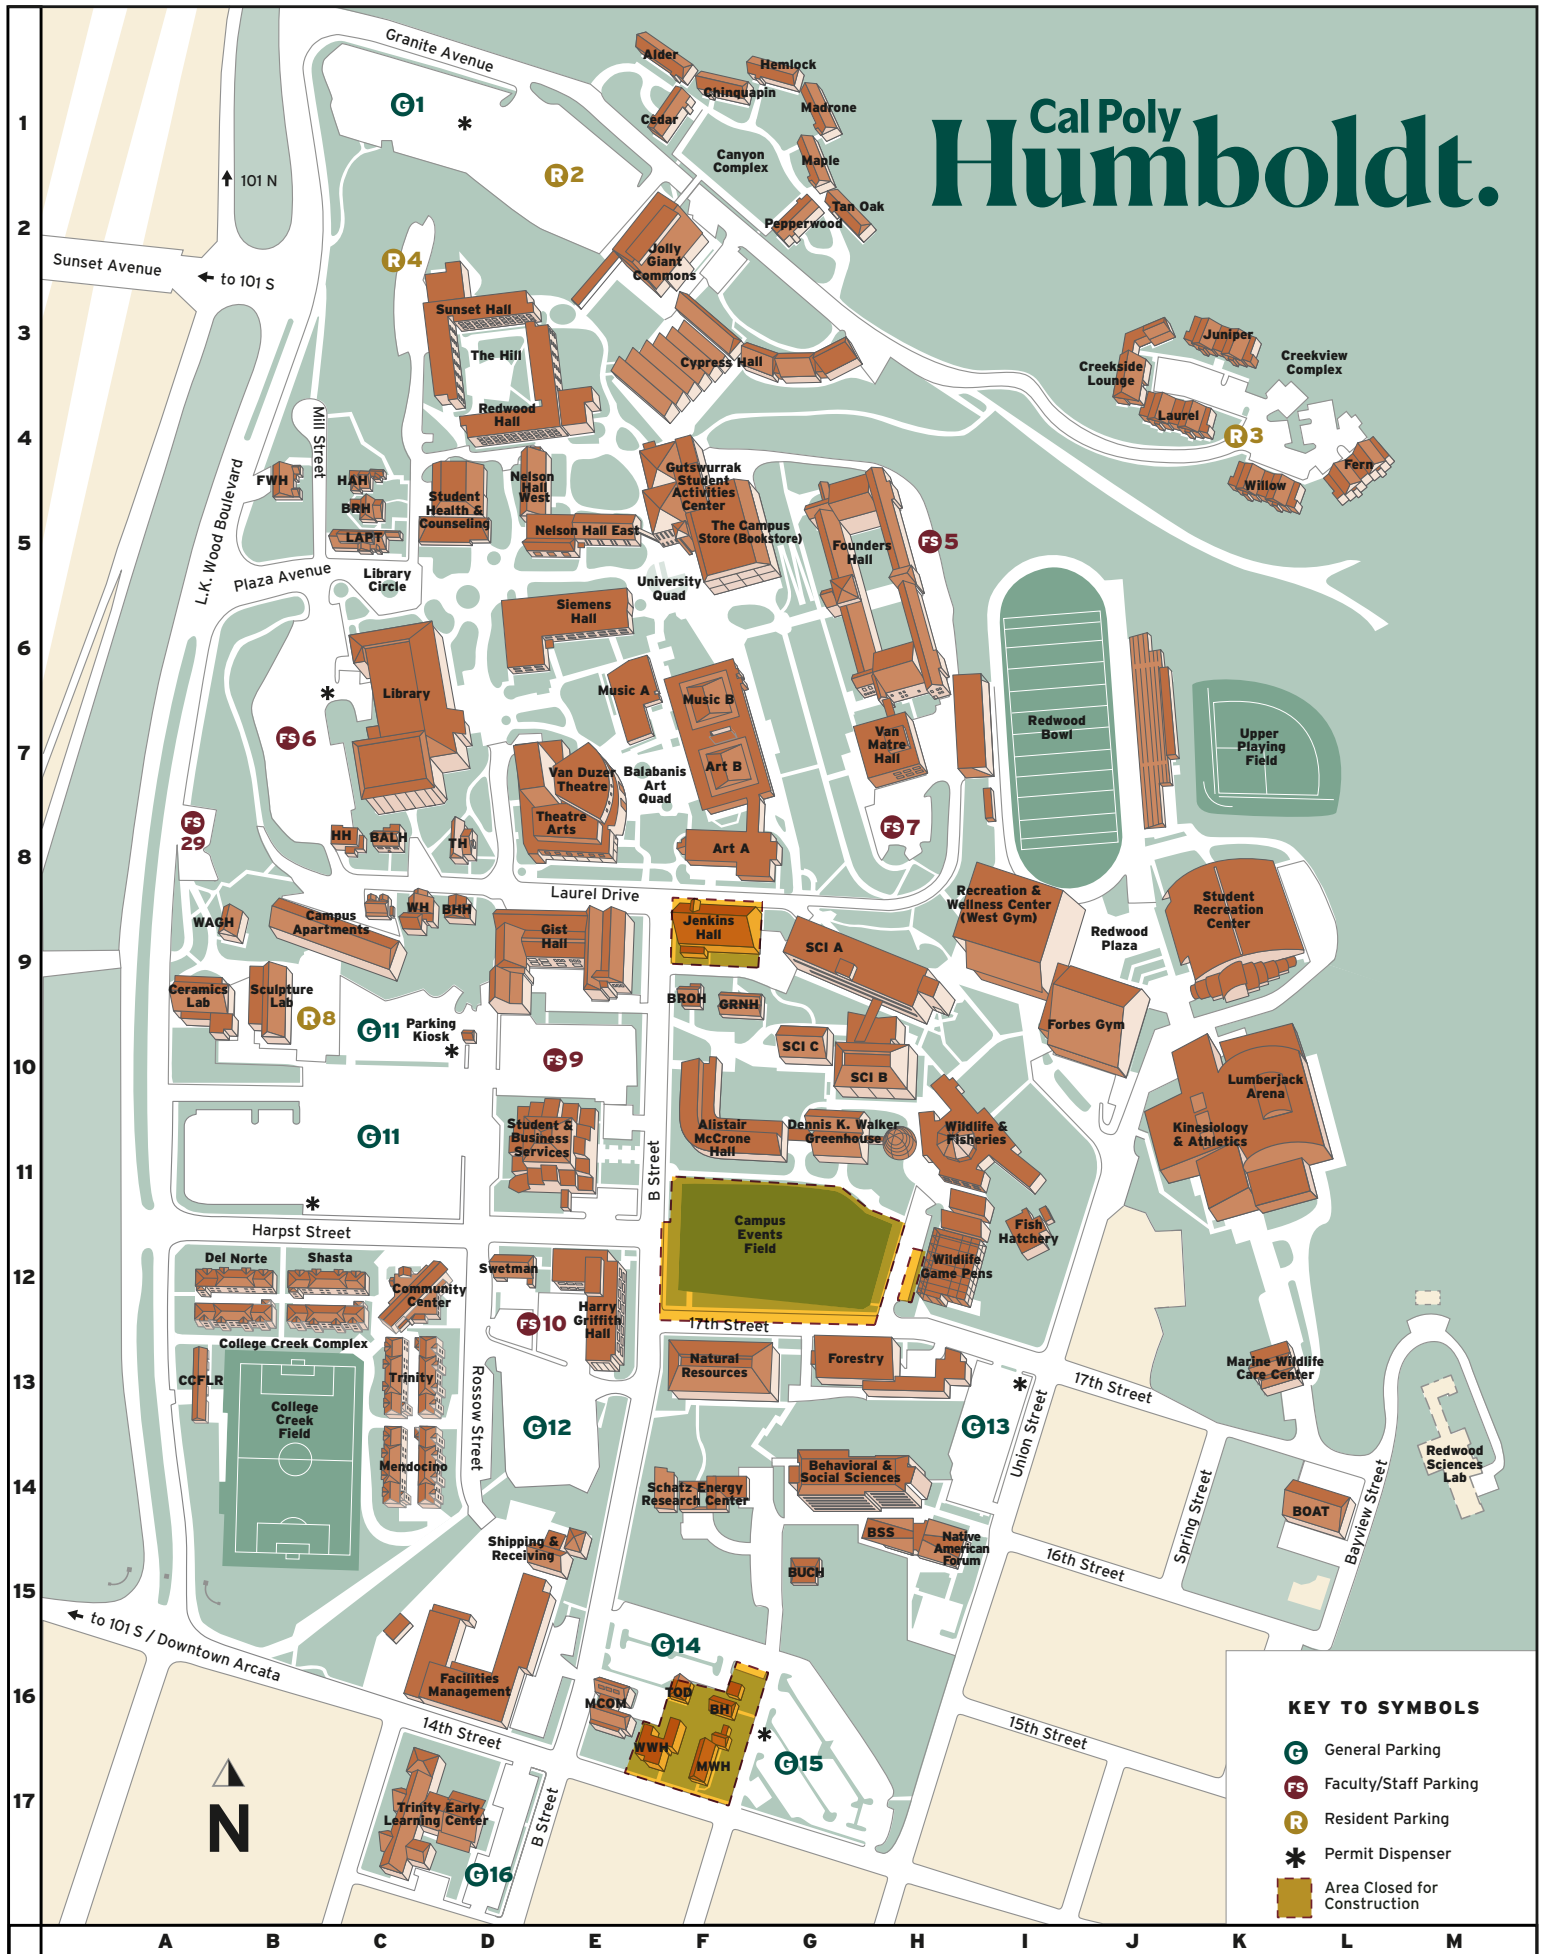 Cal Poly
Humboldt.
Granite Avenue
G1
*
R2
101 N
Sunset Avenue
to 101 S
R4
Alder
Hemlock
Chinquapin
Madrone
Cedar
Canyon
Complex
Maple
Tan Oak
Pepperwood
Jolly
Giant
Commons
Sunset Hall
The Hill
Redwood
Hall
Cypress Hall
Juniper
Creekside
Lounge
Creekview
Complex
Laurel
R3
Fern
Willow
Mill Street
L.K. Wood Boulevard
FWH
HAH
BRH
LAPT
Student
Health &
Counseling
Nelson
Hall
West
Nelson Hall East
Gutswurrak
Student
Activities
Center
The Campus
Store (Bookstore)
Founders
Hall
FS5
Plaza Avenue
Library
Circle
University
Quad
Siemens
Hall
Library
*
FS6
Music A
Music B
Art B
Van
Matre
Hall
Redwood
Bowl
Upper
Playing
Field
Van Duzer
Theatre
Theatre
Arts
Balabanis
Art
Quad
FS
29
HH
BALH
TH
Art A
FS7
Laurel Drive
WAGH
Campus
Apartments
WH
BHH
Gist
Hall
Jenkins
Hall
SCI A
Recreation &
Wellness Center
(West Gym)
Redwood
Plaza
Student
Recreation
Center
Ceramics
Lab
Sculpture
Lab
R8
G11
Parking
Kiosk
*
BROH
GRNH
SCI C
SCI B
Forbes Gym
FS9
Lumberjack
Arena
Kinesiology
& Athletics
G11
Student &
Business
Services
B Street
Alistair
McCrone
Hall
Dennis K. Walker
Greenhouse
Wildlife &
Fisheries
*
Harpst Street
Campus
Events
Field
Fish
Hatchery
Wildlife
Game Pens
Del Norte
Shasta
Community
Center
Swetman
FS10
Harry
Griffith
Hall
College Creek Complex
17th Street
Natural
Resources
Forestry
Marine Wildlife
Care Center
17th Street
CCFLR
College
Creek
Field
Trinity
Rossow Street
G12
*
G13
Union Street
Mendocino
Schatz Energy
Research Center
Behavioral &
Social Sciences
Redwood
Sciences
Lab
BOAT
Spring Street
Bayview Street
Shipping &
Receiving
BSS
Native
American
Forum
BUCH
16th Street
to 101 S / Downtown Arcata
G14
Facilities
Management
MCOM
TOD
BH
WWH
MWH
*
G15
14th Street
15th Street
Trinity Early
Learning Center
B Street
G16
N
KEY TO SYMBOLS
G General Parking
FS Faculty/Staff Parking
R Resident Parking
* Permit Dispenser
Area Closed for
Construction
1
2
3
4
5
6
7
8
9
10
11
12
13
14
15
16
17
A B C D E F G H I J K L M